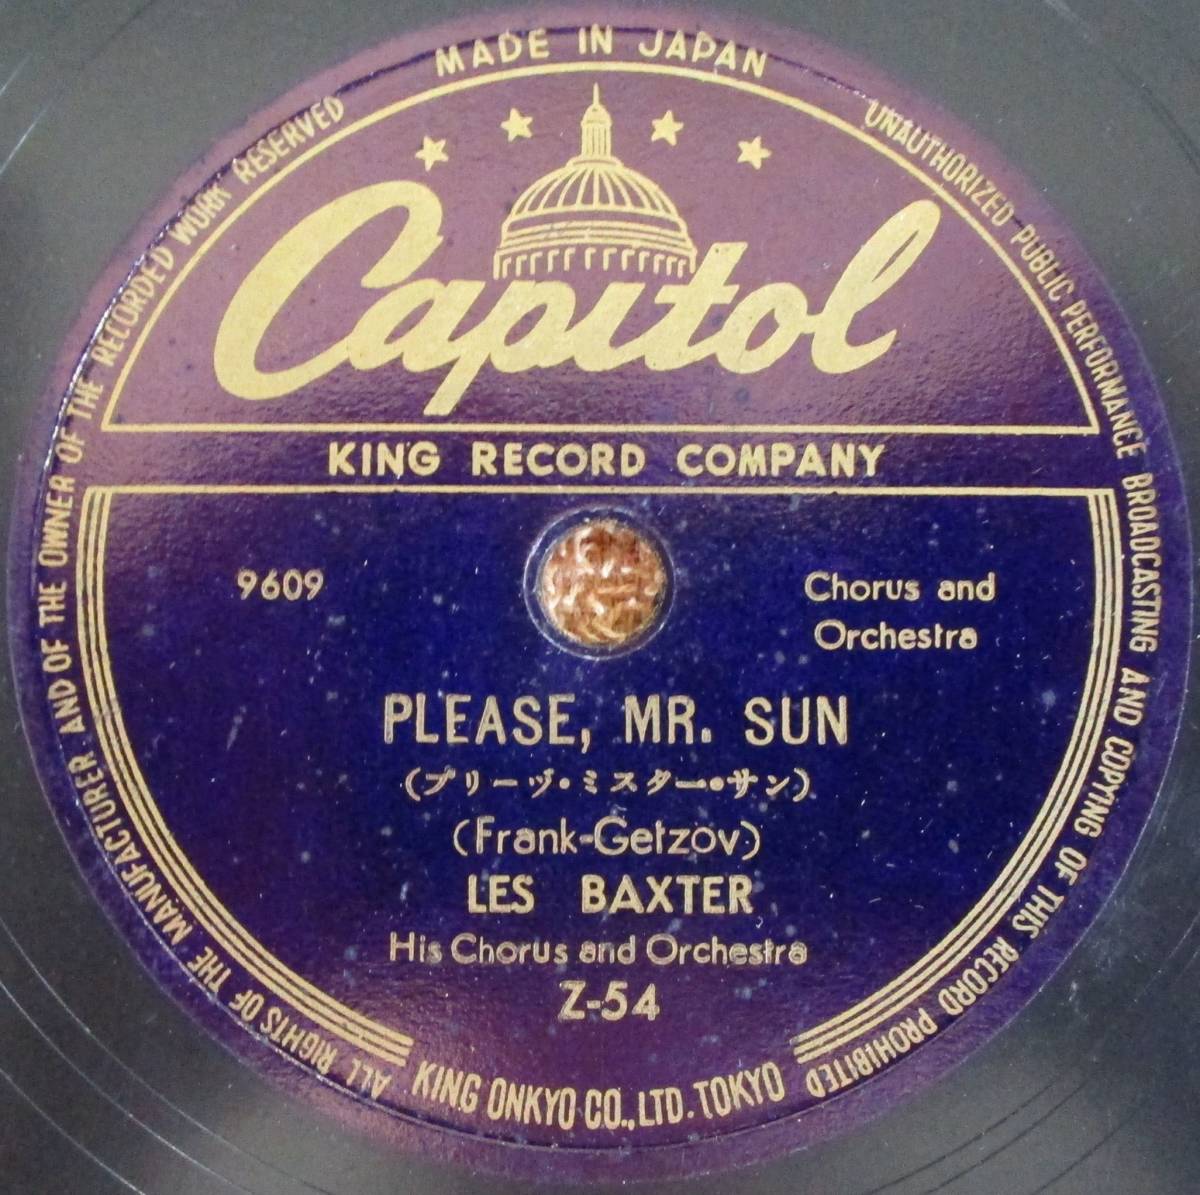 MADE IN JAPAN
UNAUTHORIZED PUBLIC PERFORMANCE BROADCASTING AND COPYING OF THIS RECORD PROHIBITED
ALL RIGHTS OF THE MANUFACTURER AND OF THE OWNER OF THE RECORDED WORK RESERVED
Capitol
KING RECORD COMPANY
9609
Chorus and
Orchestra
PLEASE, MR. SUN
(プリーヅ・ミスター・サン)
(Frank-Getzov)
LES BAXTER
His Chorus and Orchestra
Z-54
KING ONKYO CO., LTD. TOKYO